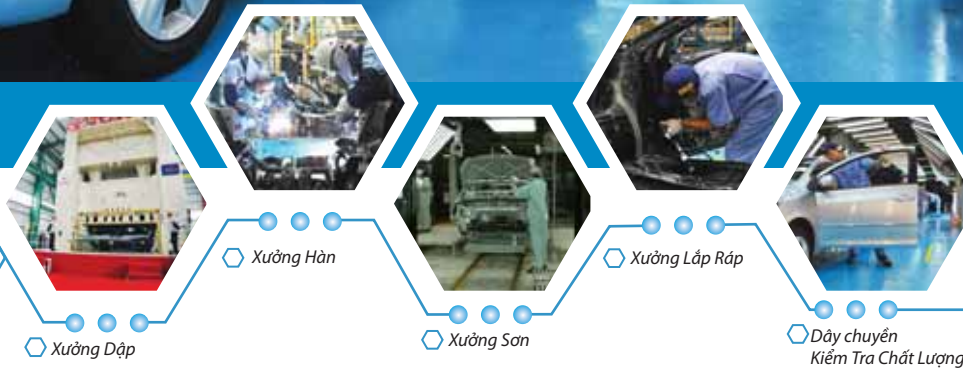 Xưởng Dập
Xưởng Hàn
Xưởng Sơn
Xưởng Lắp Ráp
Dây chuyền
Kiểm Tra Chất Lượng